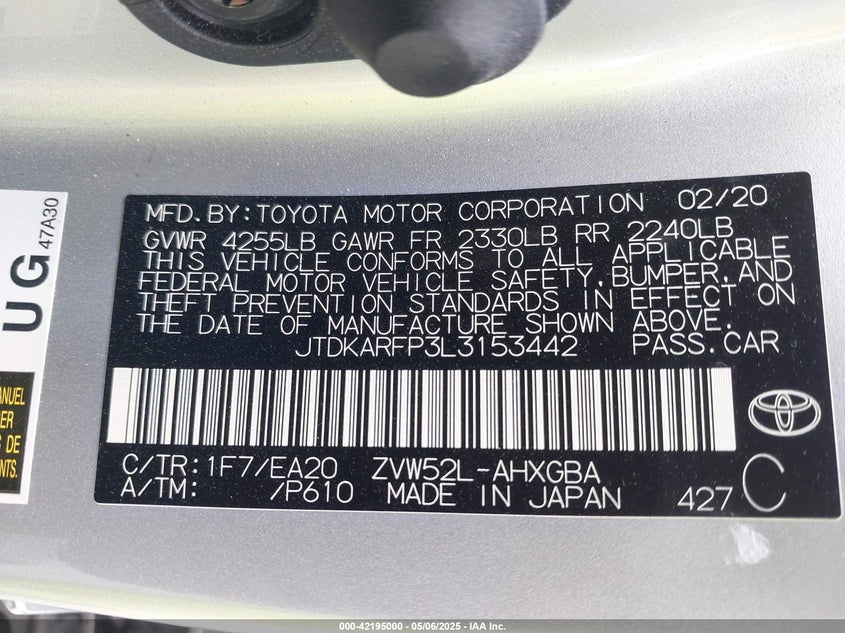 MFD. BY: TOYOTA MOTOR CORPORATION 02/20
GVWR 4255LB GAWR FR 2330LB RR 2240LB
THIS VEHICLE CONFORMS TO ALL APPLICABLE
FEDERAL MOTOR VEHICLE SAFETY, BUMPER, AND
THEFT PREVENTION STANDARDS IN EFFECT ON
THE DATE OF MANUFACTURE SHOWN ABOVE.
JTDKARFP3L3153442 PASS. CAR
C/TR: 1F7/EA20 ZVW52L-AHXGBA
A/TM: /P610 MADE IN JAPAN 427 C
UG
47A30
DE
000-42195000 - 05/06/2025 - IAA Inc.